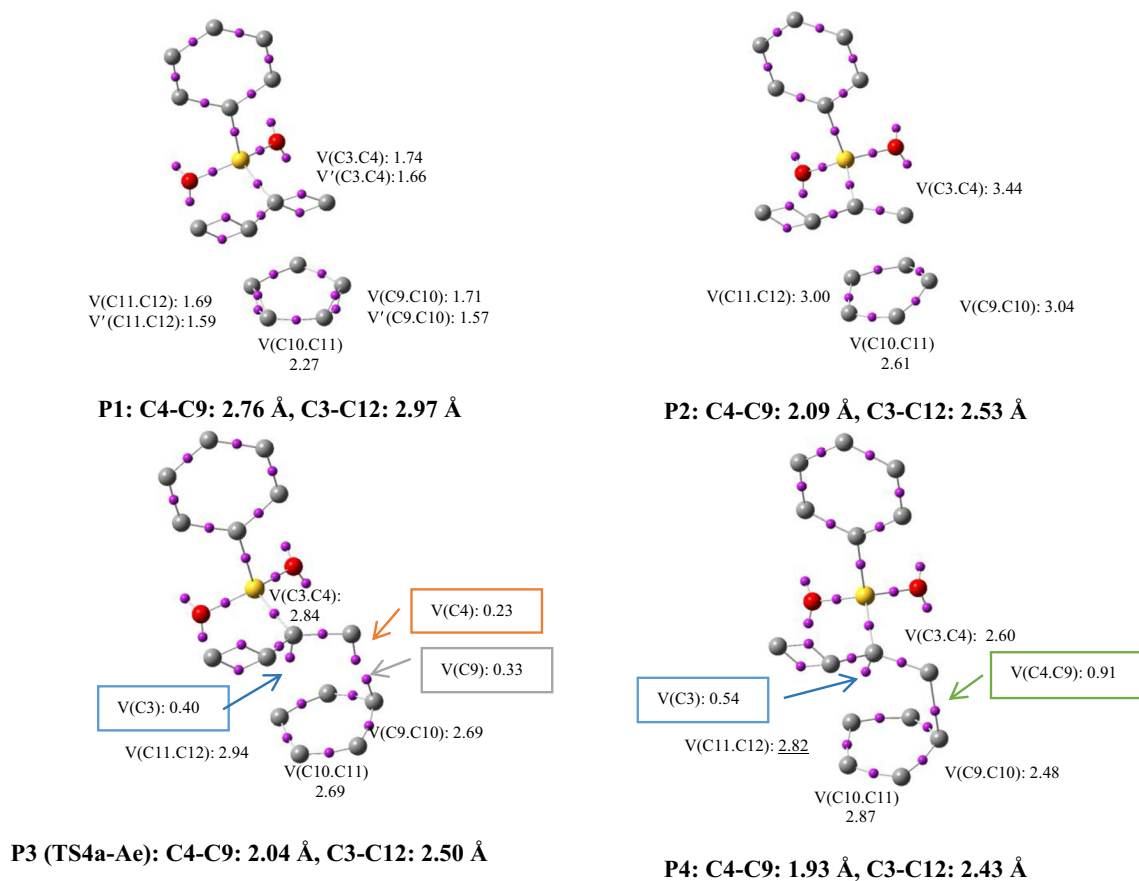 V(C3.C4): 1.74
V′(C3.C4): 1.66
V(C11.C12): 1.69
V′(C11.C12):1.59
V(C9.C10): 1.71
V′(C9.C10): 1.57
V(C10.C11)
2.27
P1: C4-C9: 2.76 Å, C3-C12: 2.97 Å
V(C3.C4): 3.44
V(C11.C12): 3.00
V(C9.C10): 3.04
V(C10.C11)
2.61
P2: C4-C9: 2.09 Å, C3-C12: 2.53 Å
V(C3.C4):
2.84
V(C4): 0.23
V(C9): 0.33
V(C3): 0.40
V(C11.C12): 2.94
V(C9.C10): 2.69
V(C10.C11)
2.69
P3 (TS4a-Ae): C4-C9: 2.04 Å, C3-C12: 2.50 Å
V(C3.C4): 2.60
V(C4.C9): 0.91
V(C3): 0.54
V(C11.C12): 2.82
V(C9.C10): 2.48
V(C10.C11)
2.87
P4: C4-C9: 1.93 Å, C3-C12: 2.43 Å